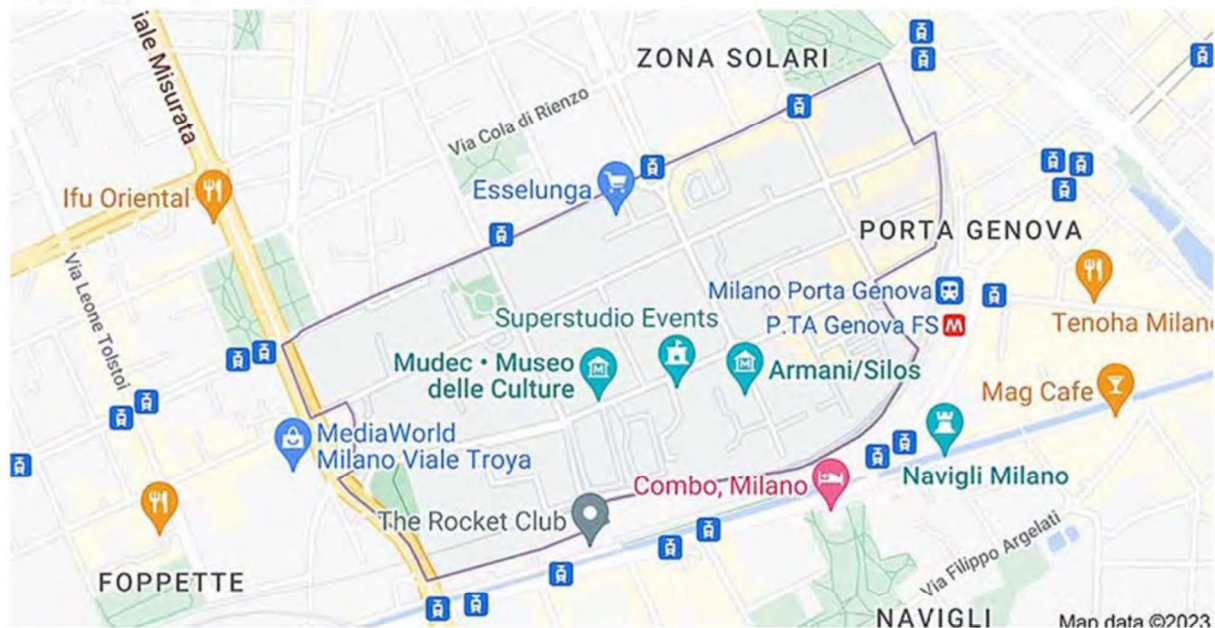 ZONA SOLARI
iale Misurata
Via Cola di Rienzo
Esselunga
Ifu Oriental
PORTA GENOVA
Via Leone Tolstoi
Milano Porta Genova
Superstudio Events
P.TA Genova FS
M
Tenoha Milan
Mudec • Museo
delle Culture
Armani/Silos
Mag Cafe
MediaWorld
Milano Viale Troya
Combo, Milano
Navigli Milano
The Rocket Club
Via Filippo Argelati
FOPPETTE
NAVIGLI
Map data ©2023